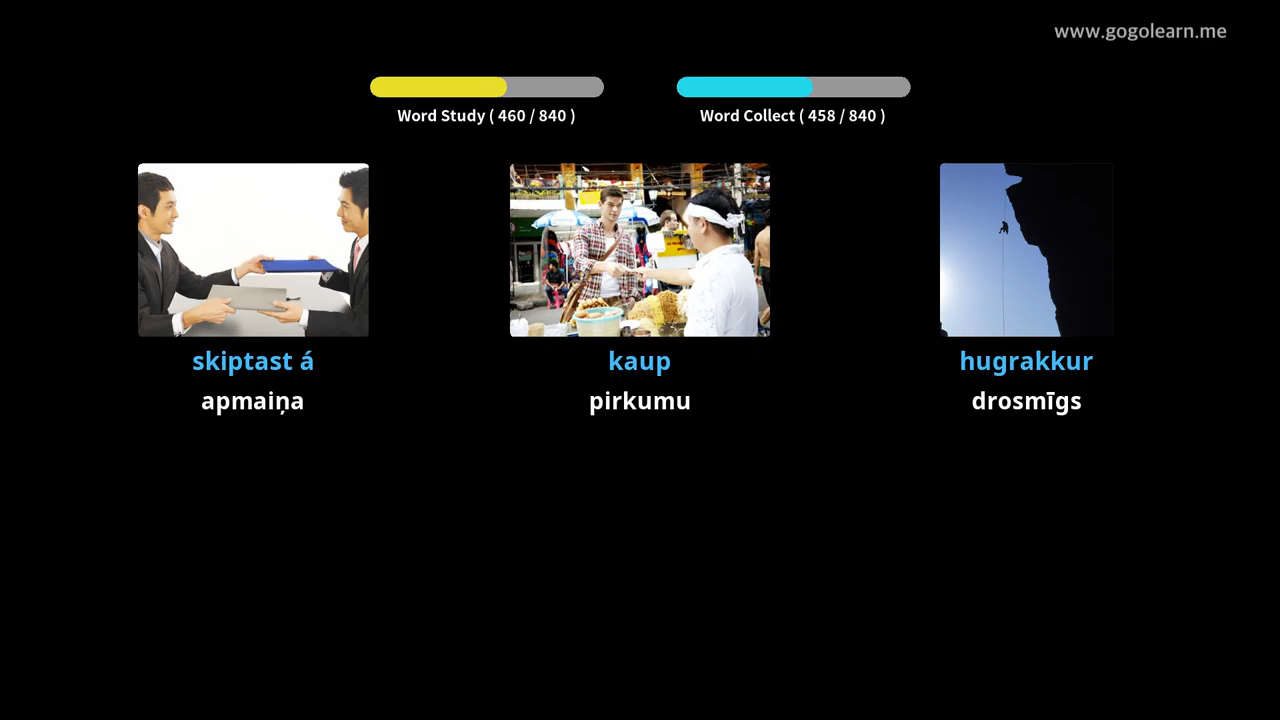 www.gogolearn.me
Word Study ( 460 / 840 )
Word Collect ( 458 / 840 )
skiptast á
apmaiņa
kaup
pirkumu
hugrakkur
drosmīgs